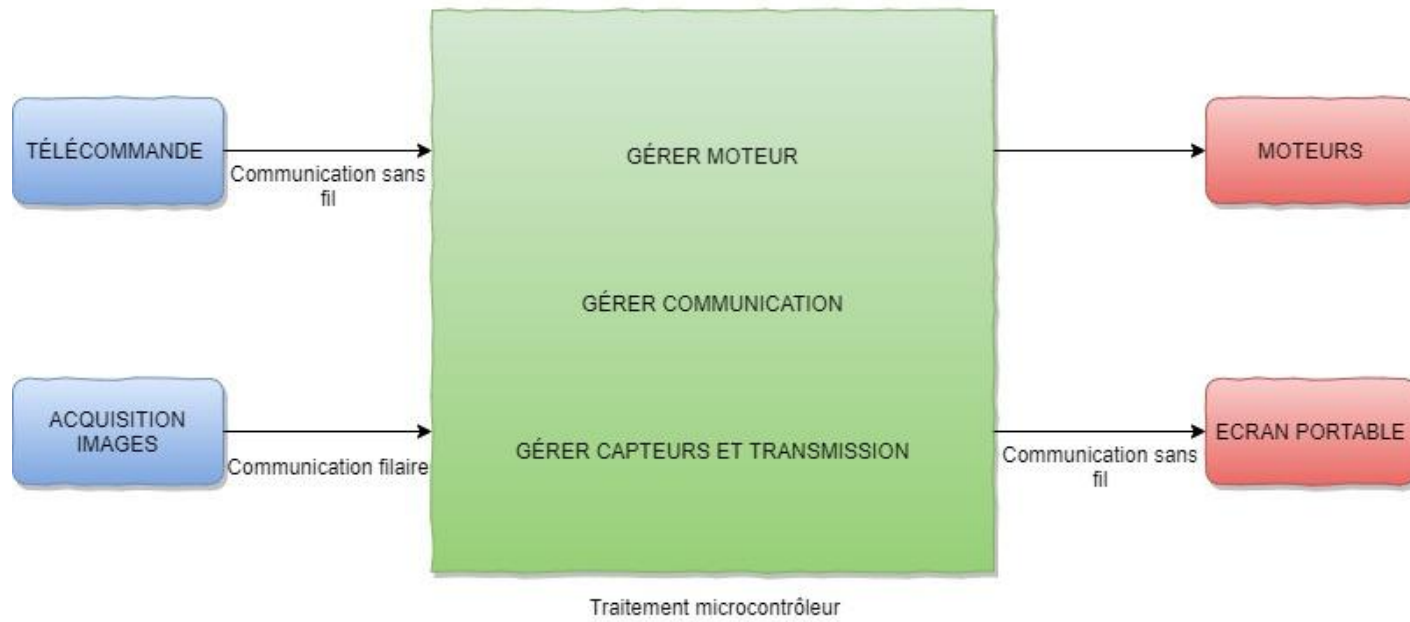 TÉLÉCOMMANDE
Communication sans
fil
GÉRER MOTEUR
MOTEURS
GÉRER COMMUNICATION
ACQUISITION
IMAGES
Communication filaire
GÉRER CAPTEURS ET TRANSMISSION
Communication sans
fil
ECRAN PORTABLE
Traitement microcontrôleur